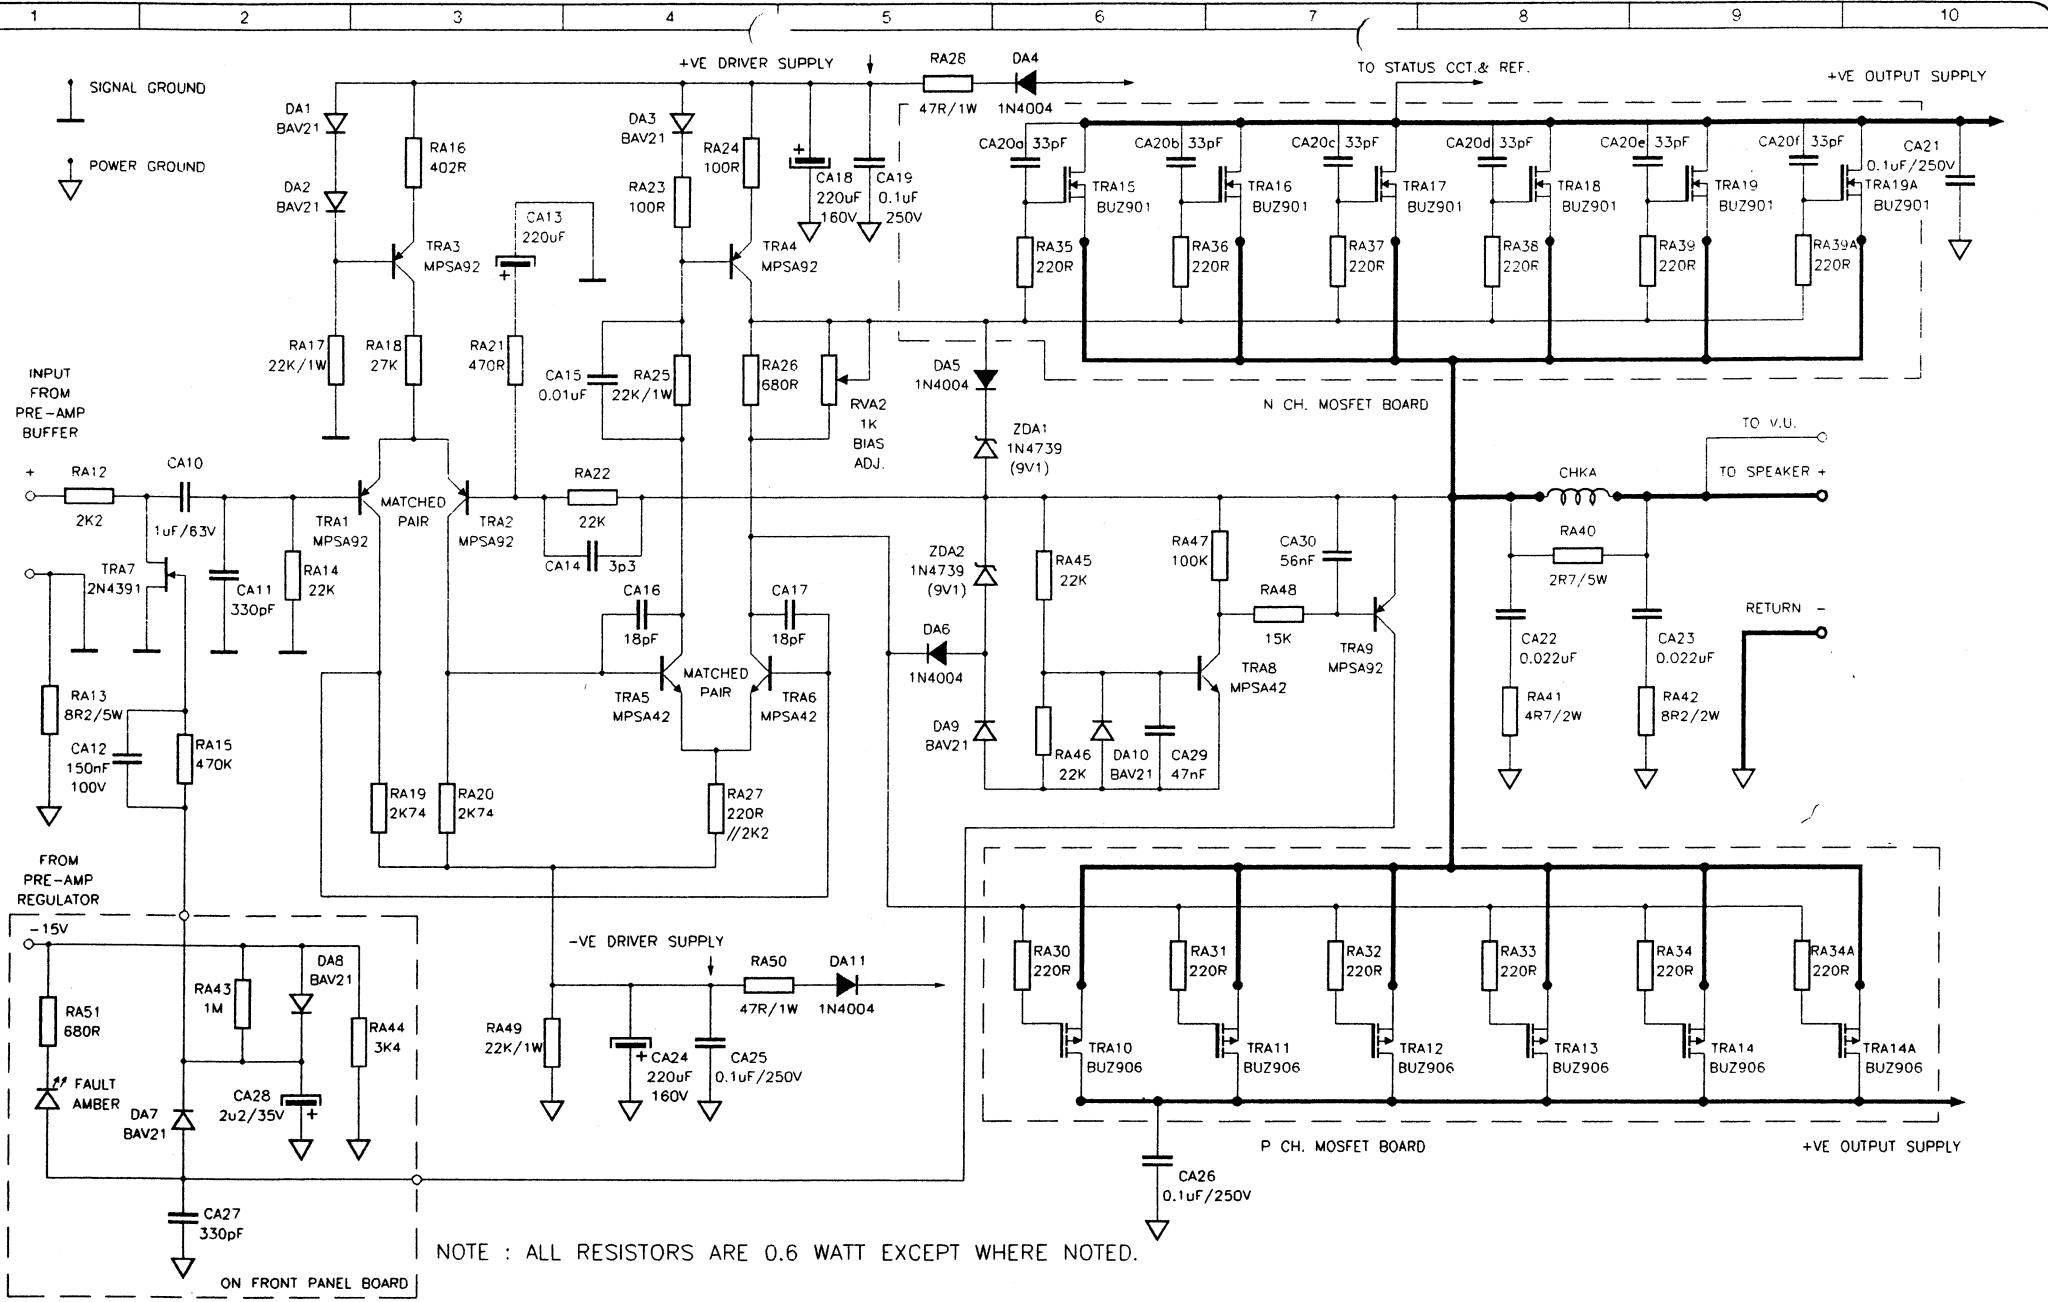 1 2 3 4 5 6 7 8 9 10
SIGNAL GROUND
POWER GROUND
+VE DRIVER SUPPLY
RA28
47R/1W
DA4
1N4004
TO STATUS CCT.& REF.
+VE OUTPUT SUPPLY
DA1
BAV21
DA2
BAV21
RA16
402R
DA3
BAV21
RA23
100R
RA24
100R
+
CA18
220uF
160V
CA19
0.1uF
250V
CA20a 33pF
CA20b 33pF
CA20c 33pF
CA20d 33pF
CA20e 33pF
CA20f 33pF
CA21
0.1uF/250V
TRA15
BUZ901
TRA16
BUZ901
TRA17
BUZ901
TRA18
BUZ901
TRA19
BUZ901
TRA19A
BUZ901
CA13
220uF
+
TRA3
MPSA92
TRA4
MPSA92
RA35
220R
RA36
220R
RA37
220R
RA38
220R
RA39
220R
RA39A
220R
RA17
22K/1W
RA18
27K
RA21
470R
CA15
0.01uF
RA25
22K/1W
RA26
680R
RVA2
1K
BIAS
ADJ.
DA5
1N4004
N CH. MOSFET BOARD
INPUT
FROM
PRE-AMP
BUFFER
ZDA1
1N4739
(9V1)
TO V.U.
+
RA12
2K2
CA10
1uF/63V
MATCHED
PAIR
TRA1
MPSA92
TRA2
MPSA92
RA22
22K
CA14 3p3
CHKA
TO SPEAKER +
RA40
2R7/5W
TRA7
2N4391
CA11
330pF
RA14
22K
ZDA2
1N4739
(9V1)
RA45
22K
RA47
100K
CA30
56nF
RA48
15K
CA16
18pF
CA17
18pF
DA6
1N4004
TRA9
MPSA92
CA22
0.022uF
CA23
0.022uF
RETURN -
MATCHED
PAIR
TRA5
MPSA42
TRA6
MPSA42
TRA8
MPSA42
RA13
8R2/5W
CA12
150nF
100V
RA15
470K
DA9
BAV21
RA46
22K
DA10
BAV21
CA29
47nF
RA41
4R7/2W
RA42
8R2/2W
RA19
2K74
RA20
2K74
RA27
220R
//2K2
FROM
PRE-AMP
REGULATOR
-15V
-VE DRIVER SUPPLY
RA50
47R/1W
DA11
1N4004
RA30
220R
RA31
220R
RA32
220R
RA33
220R
RA34
220R
RA34A
220R
RA51
680R
RA43
1M
DA8
BAV21
RA44
3K4
RA49
22K/1W
+
CA24
220uF
160V
CA25
0.1uF/250V
TRA10
BUZ906
TRA11
BUZ906
TRA12
BUZ906
TRA13
BUZ906
TRA14
BUZ906
TRA14A
BUZ906
FAULT
AMBER
DA7
BAV21
CA28
2u2/35V
+
P CH. MOSFET BOARD
+VE OUTPUT SUPPLY
CA26
0.1uF/250V
CA27
330pF
NOTE : ALL RESISTORS ARE 0.6 WATT EXCEPT WHERE NOTED.
ON FRONT PANEL BOARD